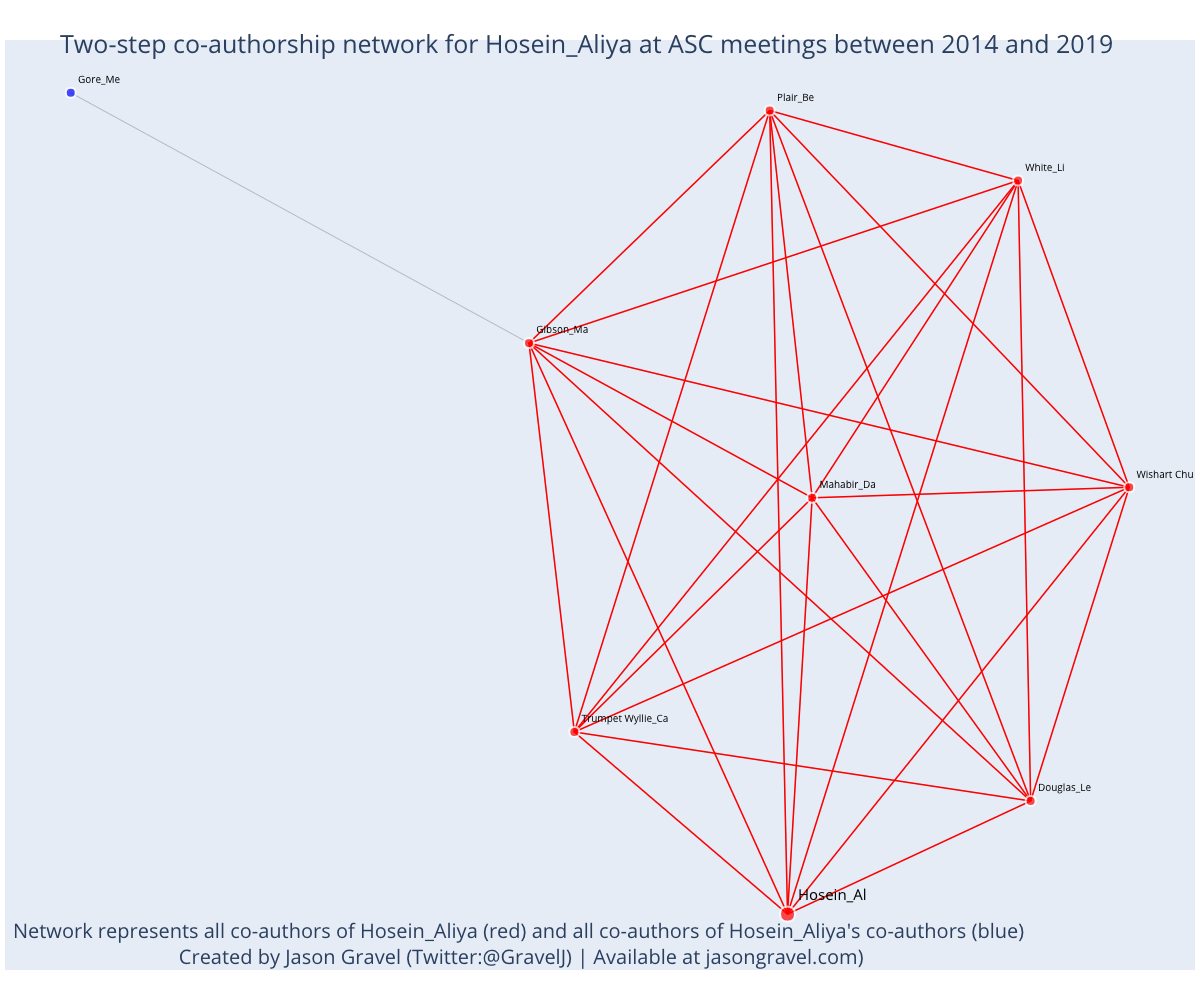 Two-step co-authorship network for Hosein_Aliya at ASC meetings between 2014 and 2019
Gore_Me
Plair_Be
White_Li
Gibson_Ma
Wishart Chu
Mahabir_Da
Trumpet Wyllie_Ca
Douglas_Le
Hosein_Al
Network represents all co-authors of Hosein_Aliya (red) and all co-authors of Hosein_Aliya's co-authors (blue)
Created by Jason Gravel (Twitter:@GravelJ) | Available at jasongravel.com)